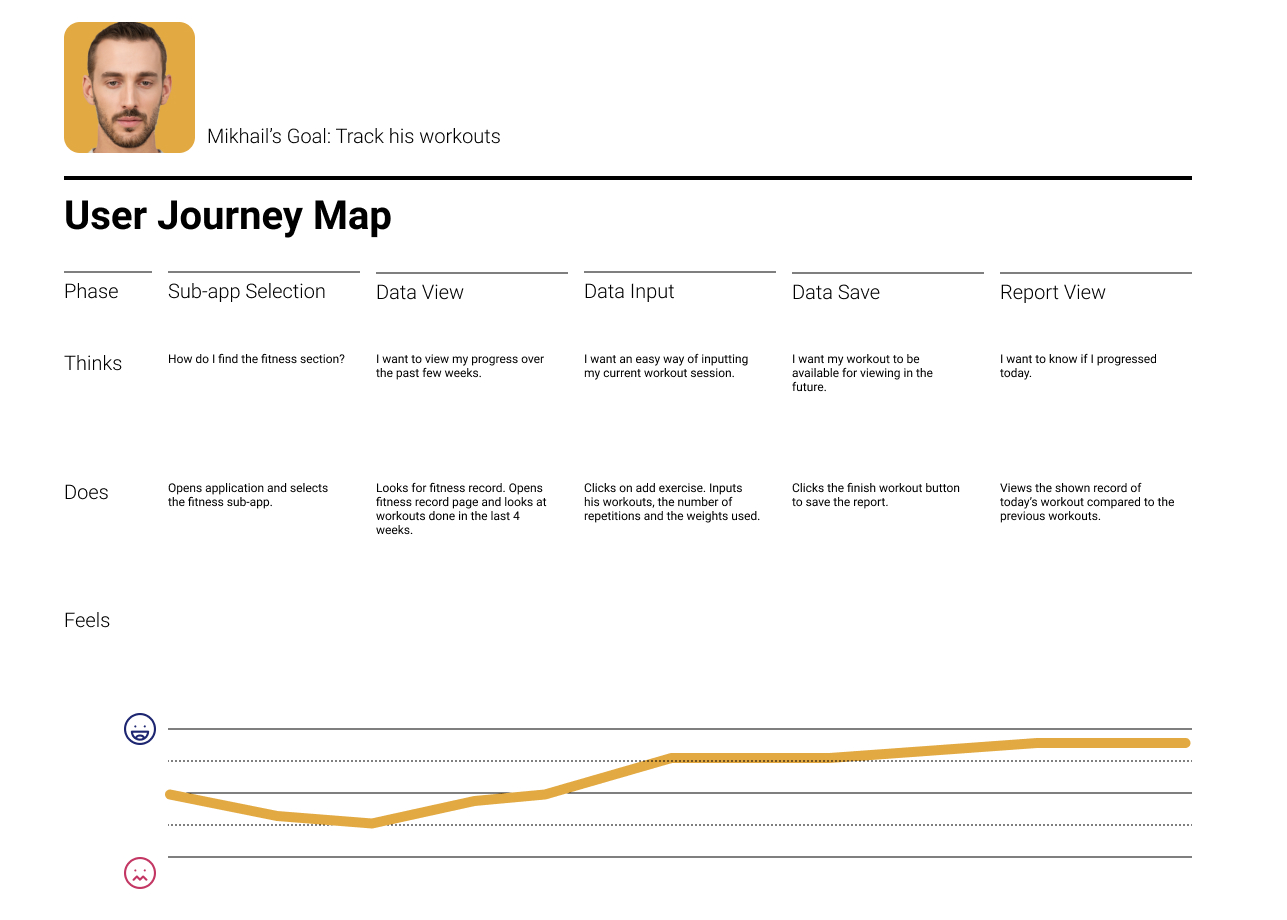 Mikhail’s Goal: Track his workouts
User Journey Map
Phase
Sub-app Selection
Data View
Data Input
Data Save
Report View
Thinks
How do I find the fitness section?
I want to view my progress over
the past few weeks.
I want an easy way of inputting
my current workout session.
I want my workout to be
available for viewing in the
future.
I want to know if I progressed
today.
Does
Opens application and selects
the fitness sub-app.
Looks for fitness record. Opens
fitness record page and looks at
workouts done in the last 4
weeks.
Clicks on add exercise. Inputs
his workouts, the number of
repetitions and the weights used.
Clicks the finish workout button
to save the report.
Views the shown record of
today’s workout compared to the
previous workouts.
Feels